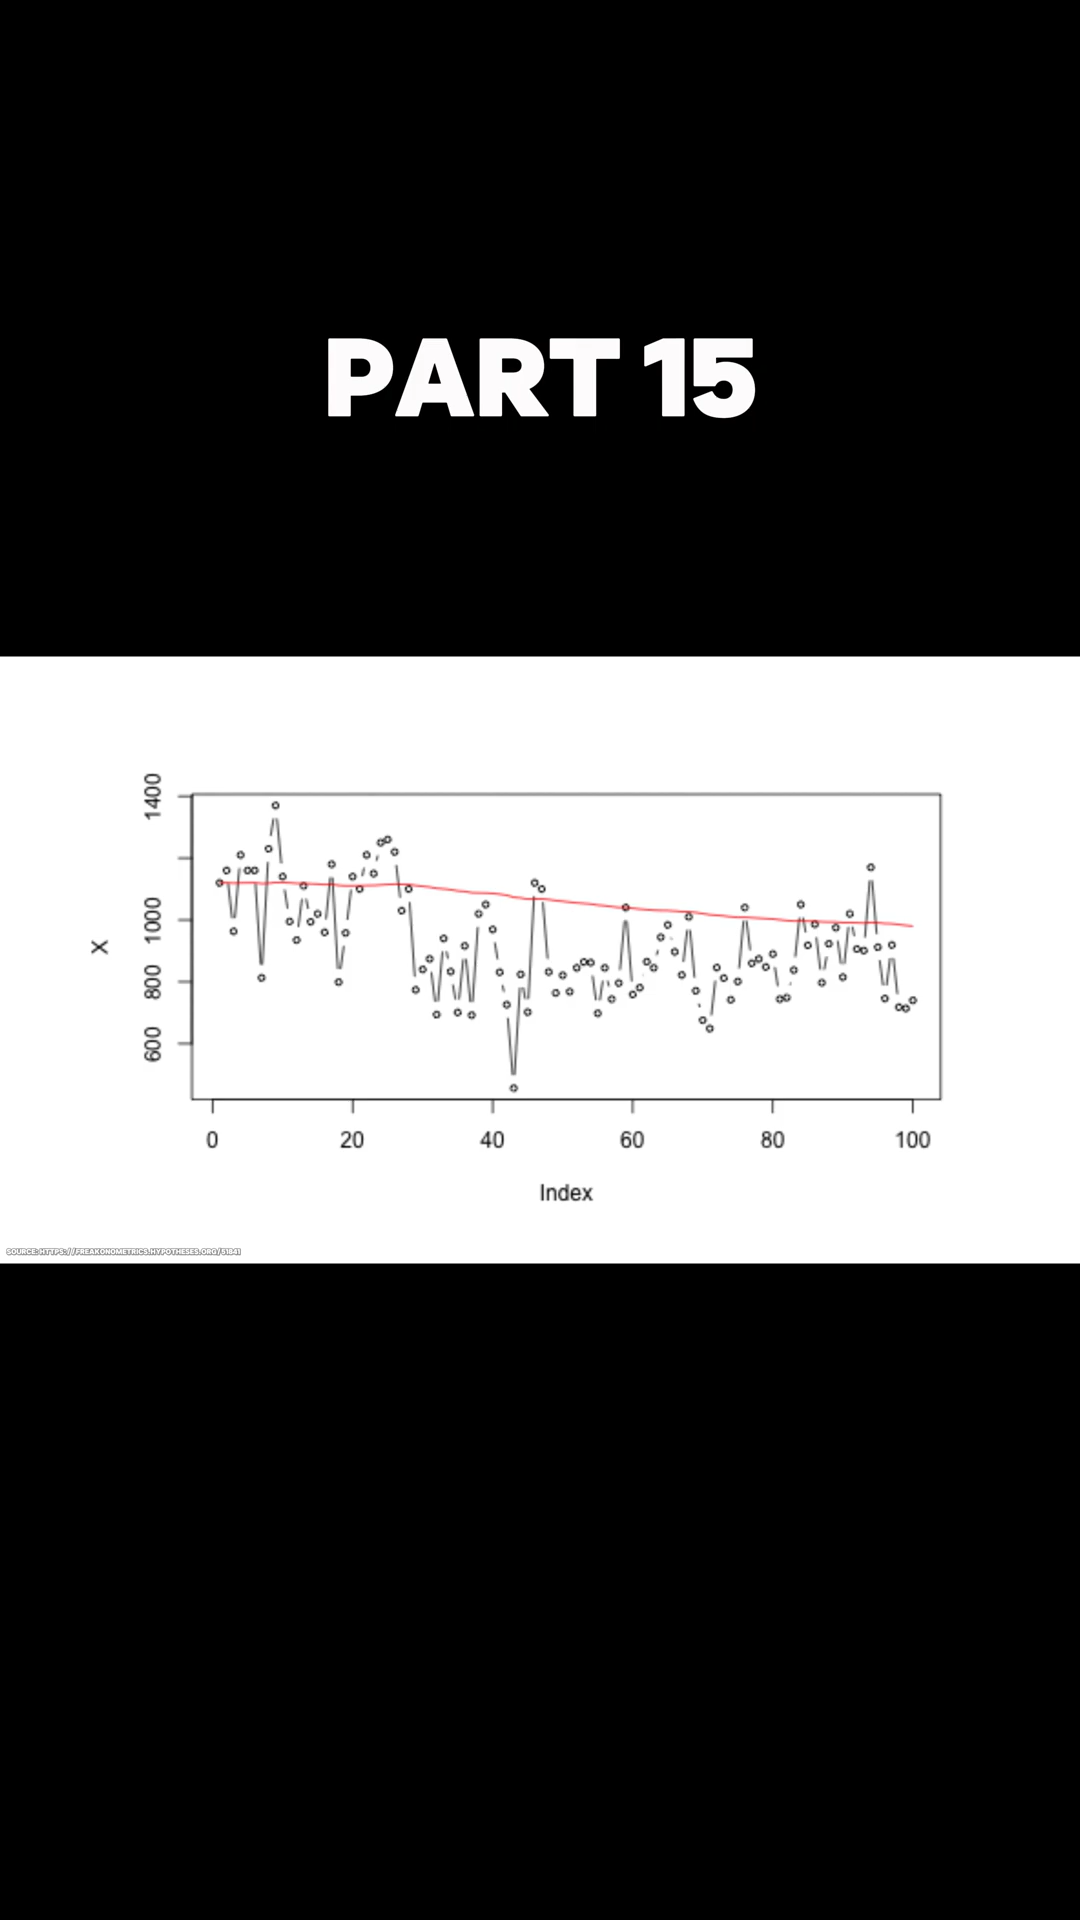 PART 15
1400
1000
800
600
X
0 20 40 60 80 100
Index
SOURCE: HTTPS://FREAKONOMETRICS.HYPOTHESES.ORG/51841